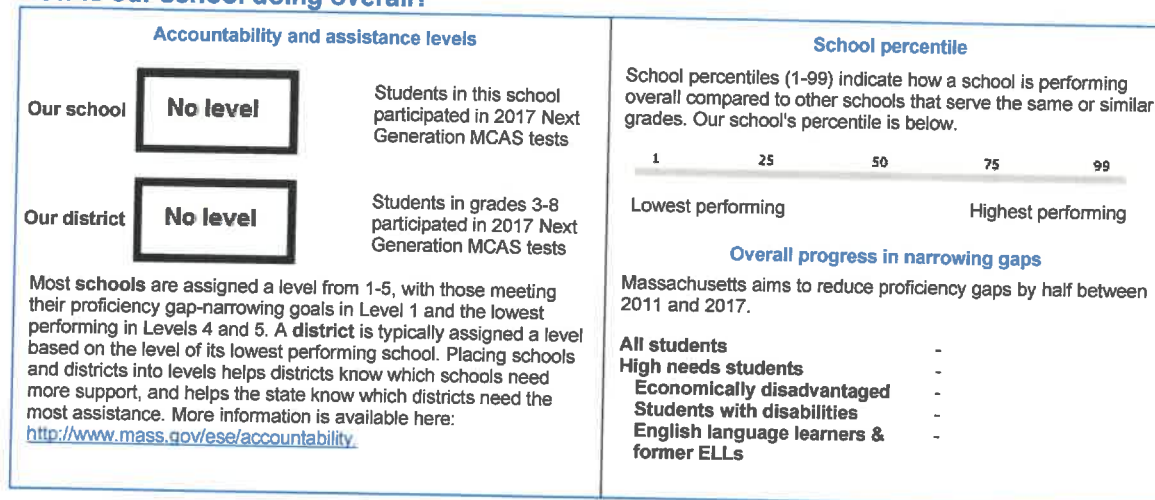 Accountability and assistance levels
Our school
No level
Students in this school
participated in 2017 Next
Generation MCAS tests
Our district
No level
Students in grades 3-8
participated in 2017 Next
Generation MCAS tests
Most schools are assigned a level from 1-5, with those meeting
their proficiency gap-narrowing goals in Level 1 and the lowest
performing in Levels 4 and 5. A district is typically assigned a level
based on the level of its lowest performing school. Placing schools
and districts into levels helps districts know which schools need
more support, and helps the state know which districts need the
most assistance. More information is available here:
http://www.mass.gov/ese/accountability.
School percentile
School percentiles (1-99) indicate how a school is performing
overall compared to other schools that serve the same or similar
grades. Our school's percentile is below.
1 25 50 75 99
Lowest performing Highest performing
Overall progress in narrowing gaps
Massachusetts aims to reduce proficiency gaps by half between
2011 and 2017.
All students -
High needs students -
Economically disadvantaged -
Students with disabilities -
English language learners & -
former ELLs